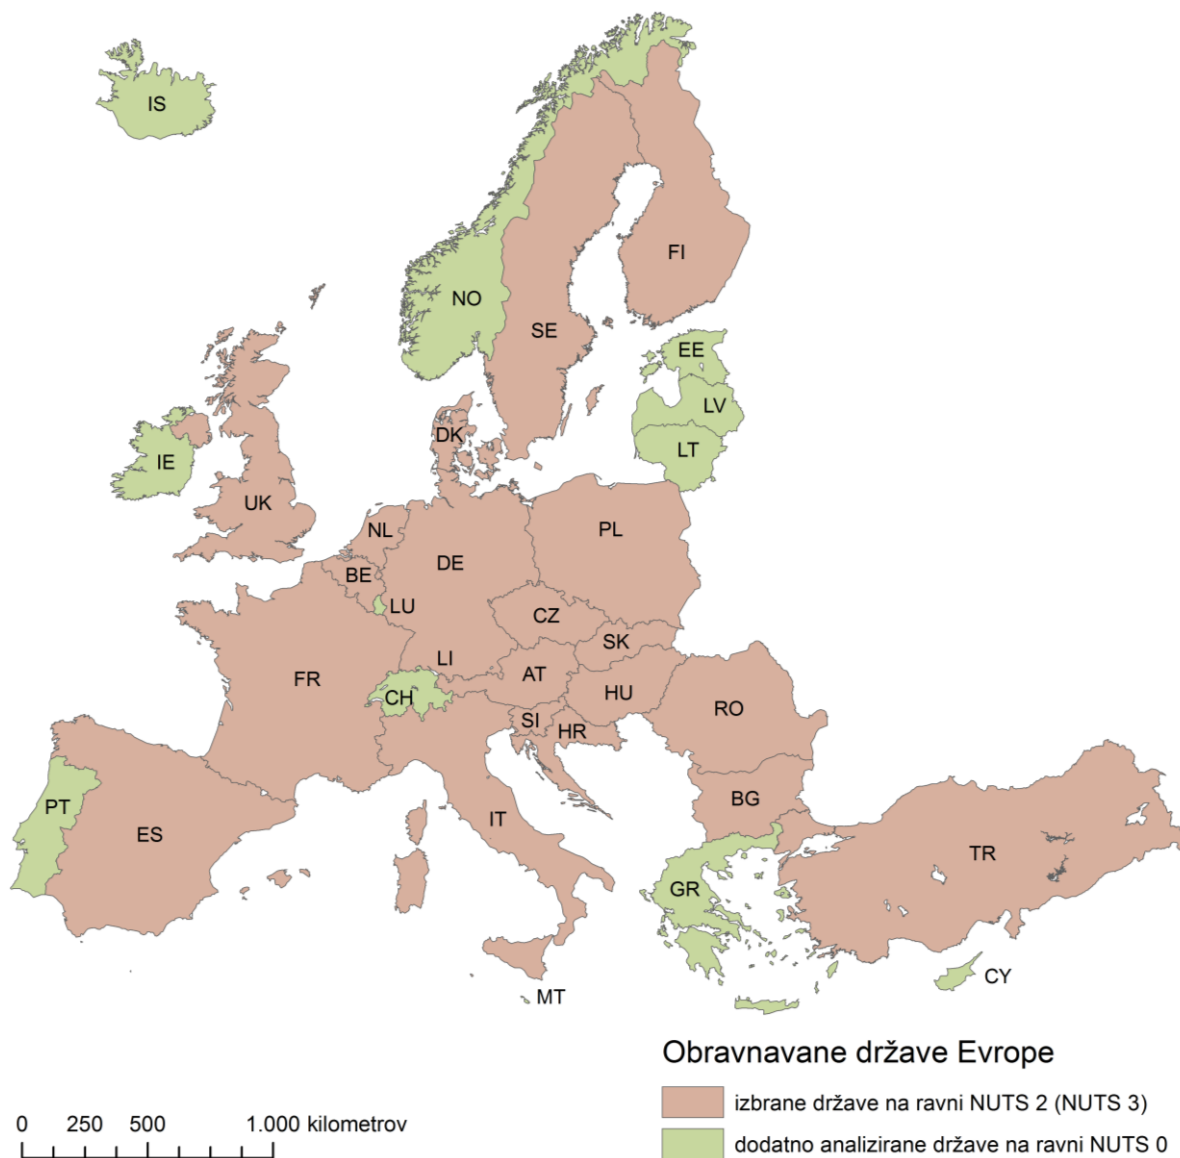 IS
NO
FI
SE
EE
LV
LT
DK
IE
UK
NL
PL
BE
DE
LU
CZ
SK
LI
AT
FR
CH
HU
SI
HR
RO
PT
ES
IT
BG
TR
GR
MT
CY
Obravnavane države Evrope
izbrane države na ravni NUTS 2 (NUTS 3)
dodatno analizirane države na ravni NUTS 0
0 250 500 1.000 kilometrov